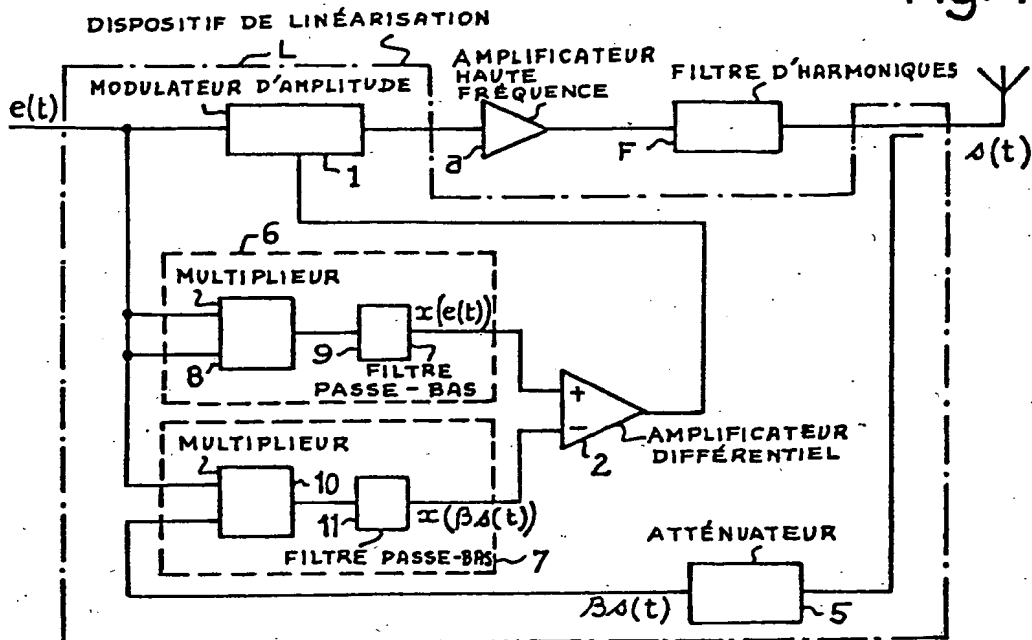 Fig.
DISPOSITIF DE LINÉARISATION
L
MODULATEUR D'AMPLITUDE
AMPLIFICATEUR
HAUTE
FRÉQUENCE
FILTRE D'HARMONIQUES
e(t)
1
a
F
s(t)
6
MULTIPLIEUR
x(e(t))
8
9
FILTRE
PASSE-BAS
MULTIPLIEUR
10
11
x(βs(t))
FILTRE PASSE-BAS
7
+
−
2
AMPLIFICATEUR
DIFFÉRENTIEL
ATTÉNUATEUR
βs(t)
5